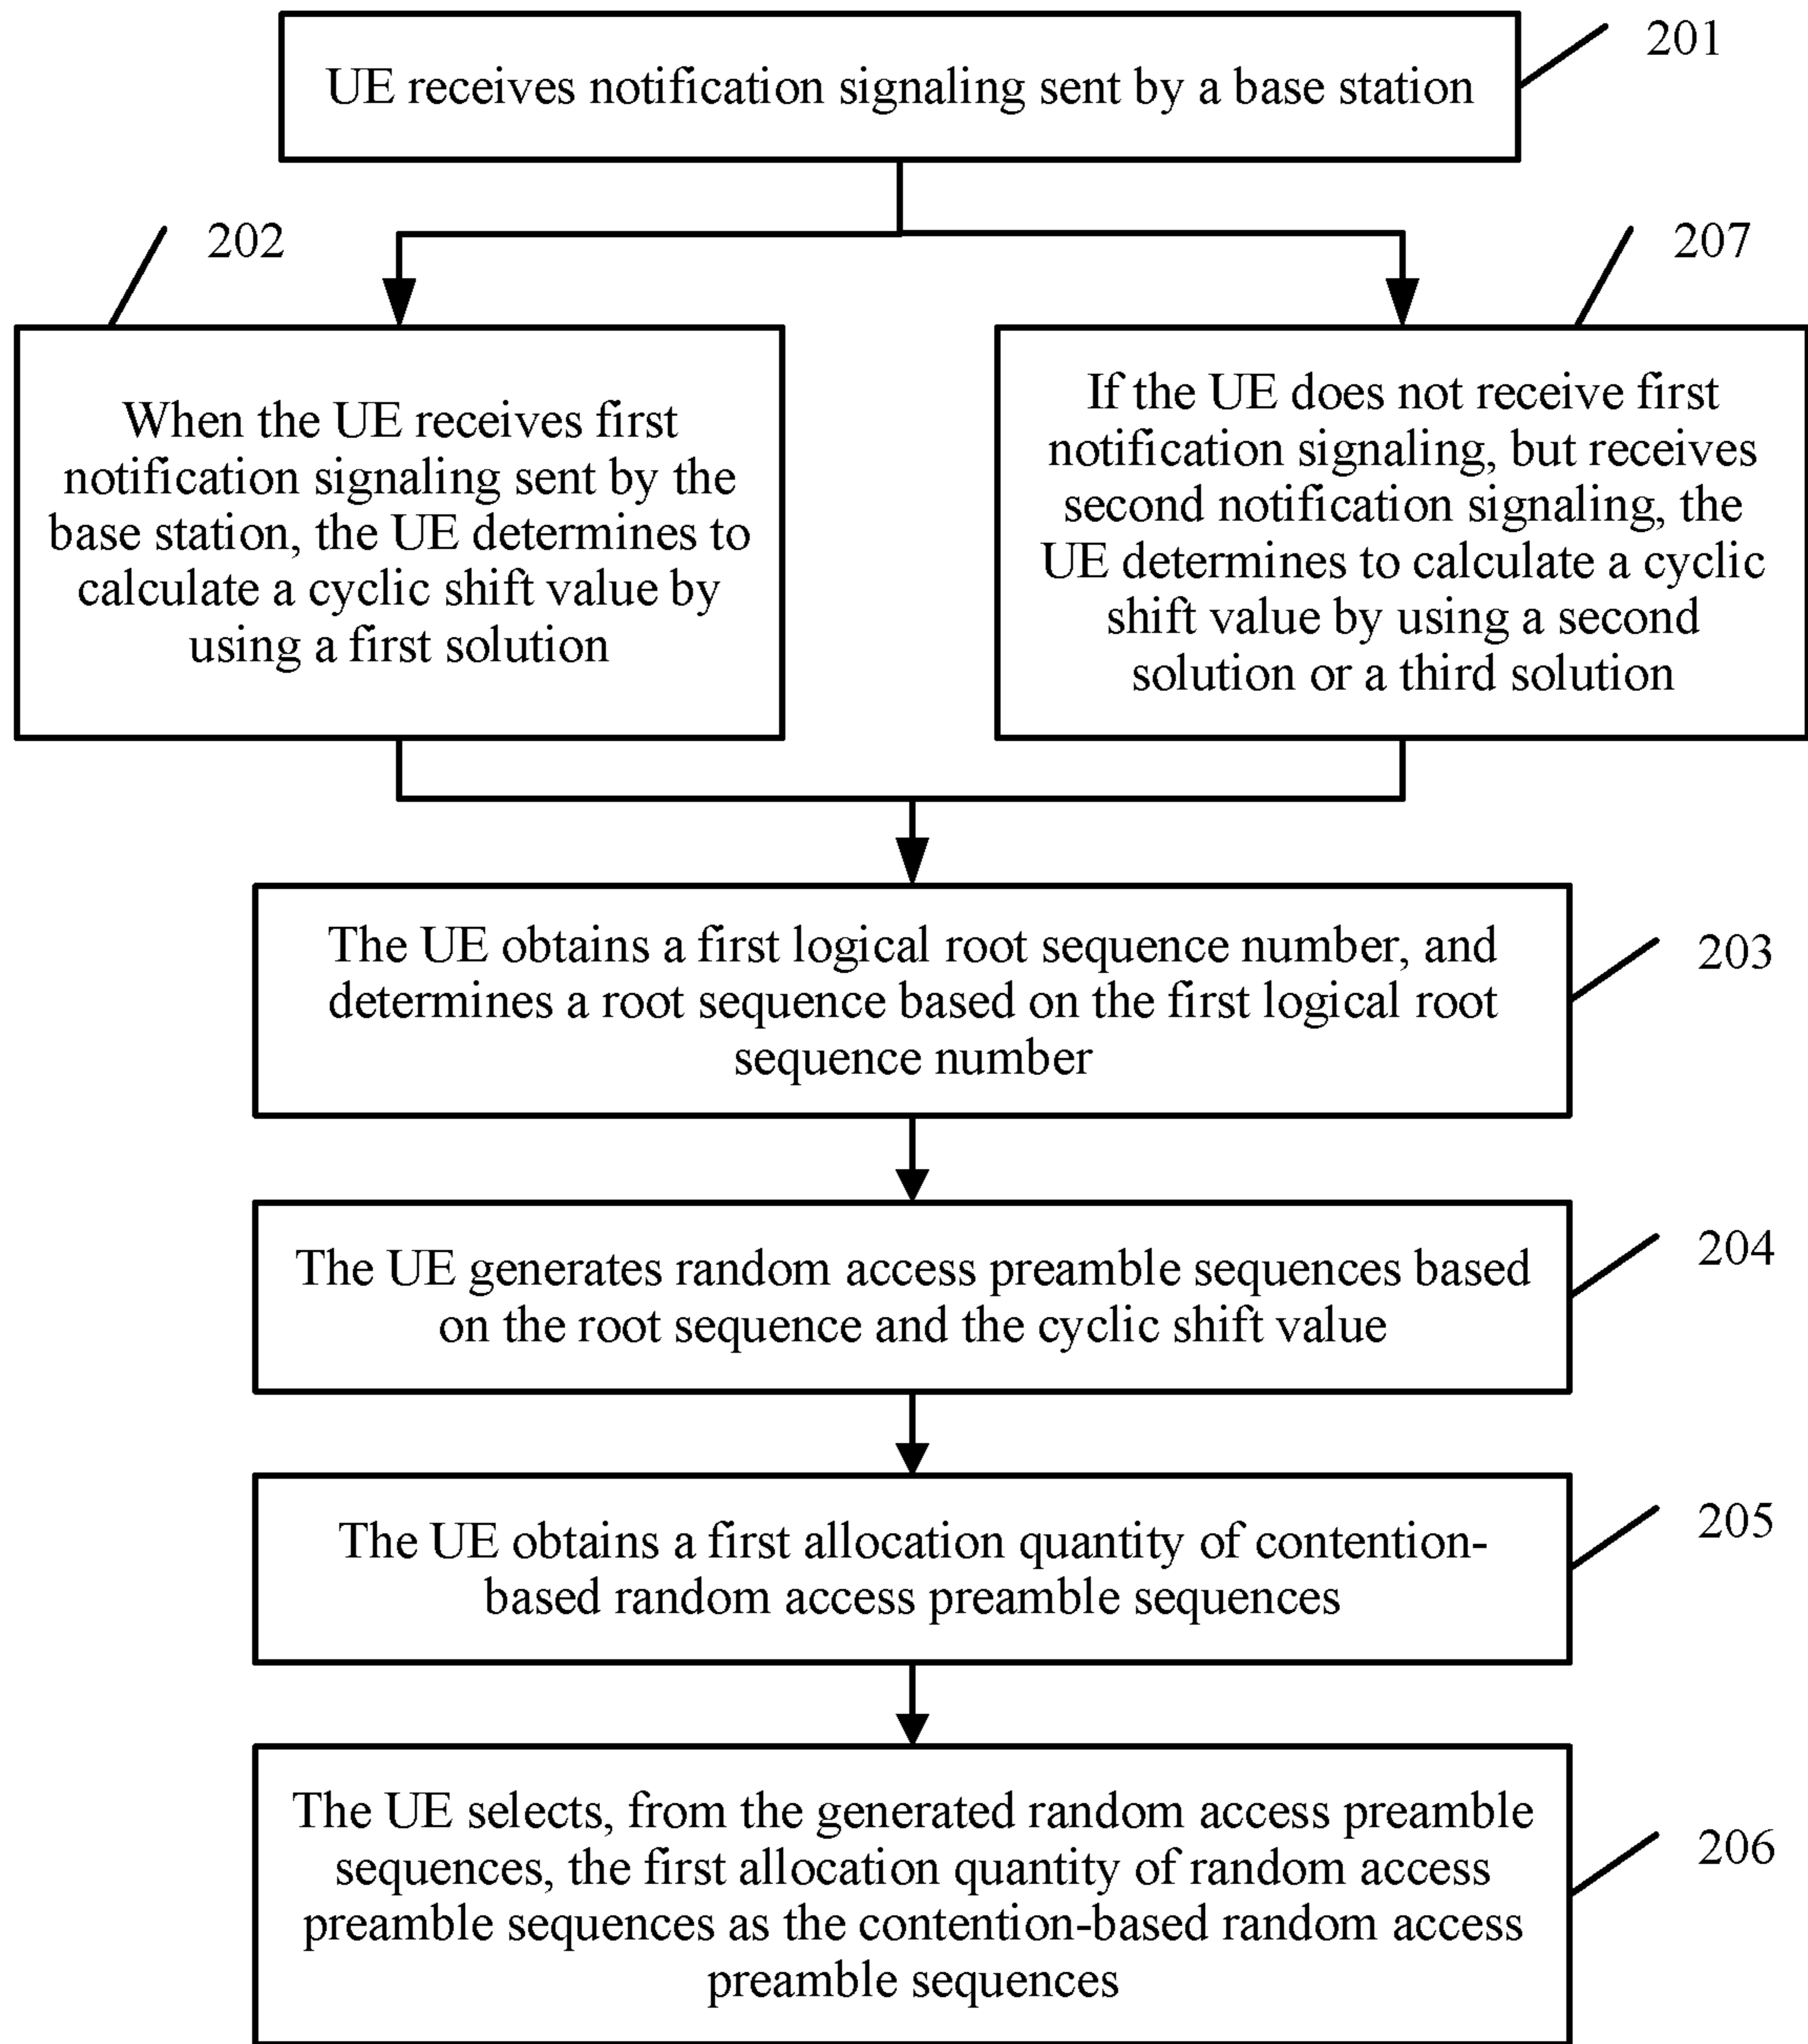 UE receives notification signaling sent by a base station
201
202
207
When the UE receives first
notification signaling sent by the
base station, the UE determines to
calculate a cyclic shift value by
using a first solution
If the UE does not receive first
notification signaling, but receives
second notification signaling, the
UE determines to calculate a cyclic
shift value by using a second
solution or a third solution
The UE obtains a first logical root sequence number, and
determines a root sequence based on the first logical root
sequence number
203
The UE generates random access preamble sequences based
on the root sequence and the cyclic shift value
204
The UE obtains a first allocation quantity of contention-
based random access preamble sequences
205
The UE selects, from the generated random access preamble
sequences, the first allocation quantity of random access
preamble sequences as the contention-based random access
preamble sequences
206